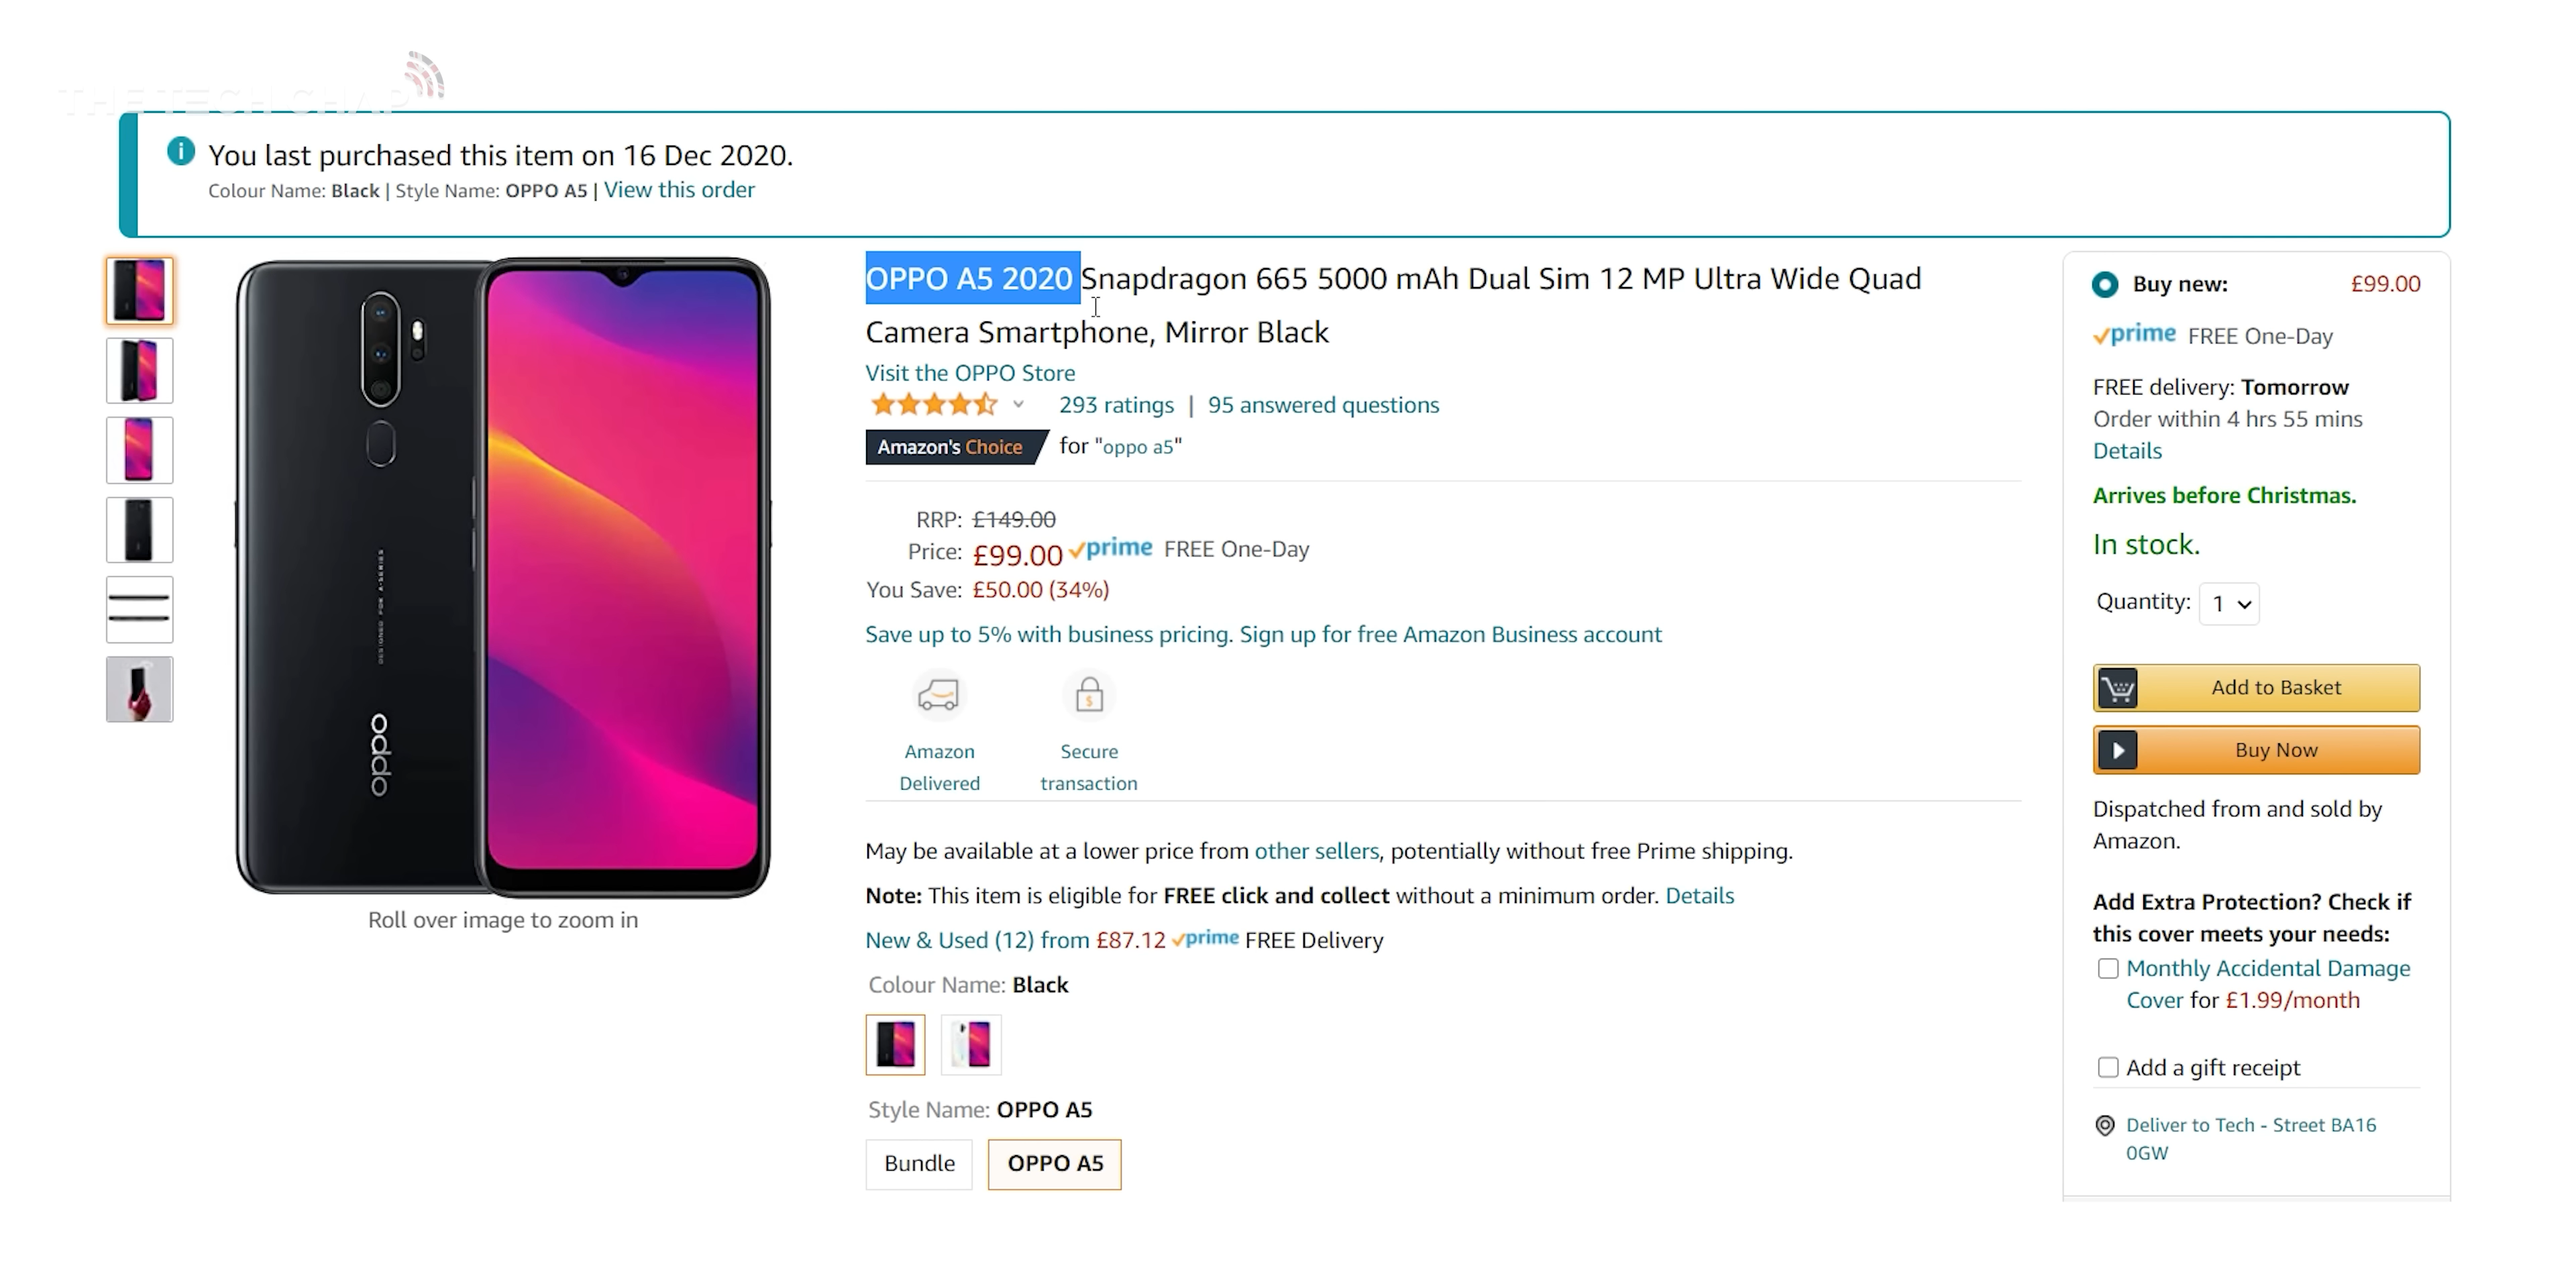 THE TECH CHAP
You last purchased this item on 16 Dec 2020.
Colour Name: Black | Style Name: OPPO A5 | View this order
OPPO A5 2020 Snapdragon 665 5000 mAh Dual Sim 12 MP Ultra Wide Quad
Camera Smartphone, Mirror Black
Visit the OPPO Store
293 ratings | 95 answered questions
Amazon's Choice for "oppo a5"
RRP: £149.00
Price: £99.00 prime FREE One-Day
You Save: £50.00 (34%)
Save up to 5% with business pricing. Sign up for free Amazon Business account
Amazon
Delivered
Secure
transaction
May be available at a lower price from other sellers, potentially without free Prime shipping.
Note: This item is eligible for FREE click and collect without a minimum order. Details
New & Used (12) from £87.12 prime FREE Delivery
Colour Name: Black
Style Name: OPPO A5
Bundle
OPPO A5
DESIGNED FOR A-SERIES
oppo
Roll over image to zoom in
Buy new: £99.00
prime FREE One-Day
FREE delivery: Tomorrow
Order within 4 hrs 55 mins
Details
Arrives before Christmas.
In stock.
Quantity: 1
Add to Basket
Buy Now
Dispatched from and sold by
Amazon.
Add Extra Protection? Check if
this cover meets your needs:
Monthly Accidental Damage
Cover for £1.99/month
Add a gift receipt
Deliver to Tech - Street BA16
0GW